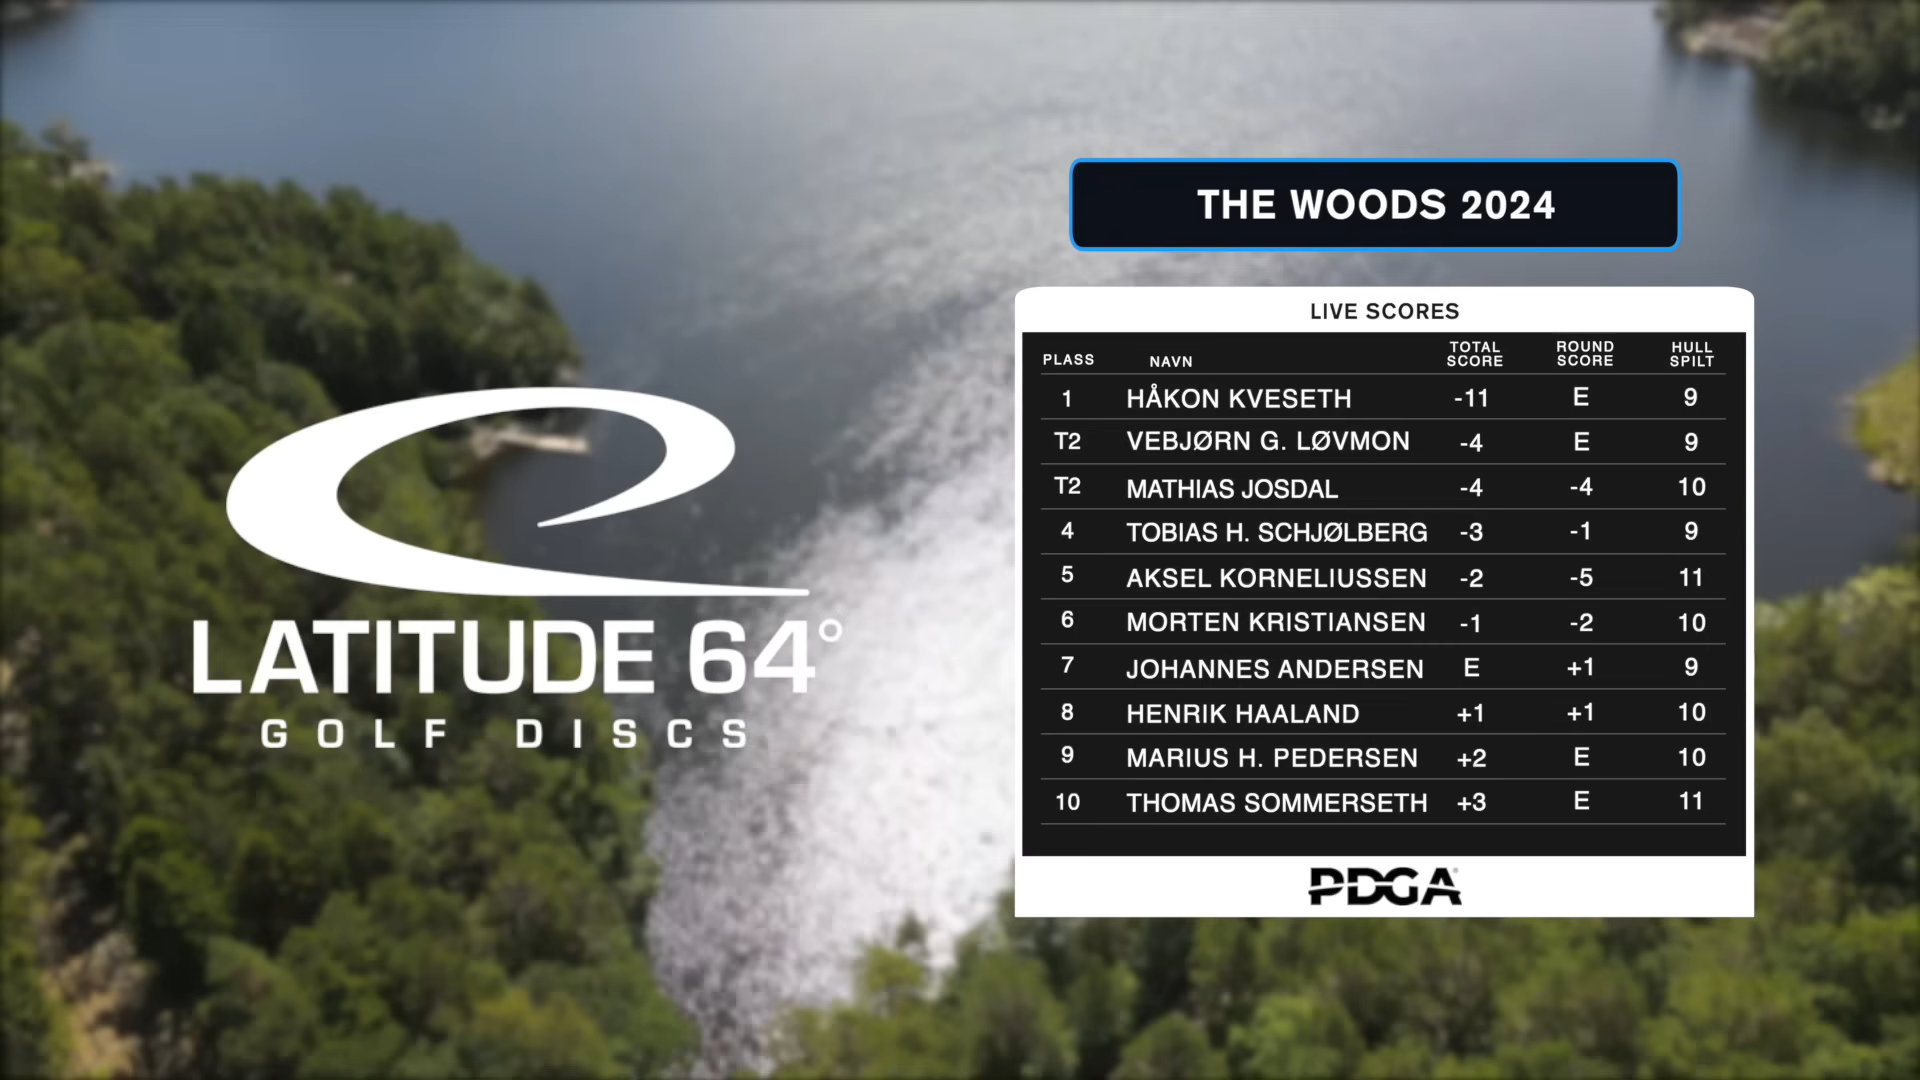 THE WOODS 2024
LIVE SCORES
PLASS NAVN TOTAL SCORE ROUND SCORE HULL SPILT
1 HÅKON KVESETH -11 E 9
T2 VEBJØRN G. LØVMON -4 E 9
T2 MATHIAS JOSDAL -4 -4 10
4 TOBIAS H. SCHJØLBERG -3 -1 9
5 AKSEL KORNELIUSSEN -2 -5 11
6 MORTEN KRISTIANSEN -1 -2 10
7 JOHANNES ANDERSEN E +1 9
8 HENRIK HAALAND +1 +1 10
9 MARIUS H. PEDERSEN +2 E 10
10 THOMAS SOMMERSETH +3 E 11
PDGA
LATITUDE 64°
GOLF DISCS